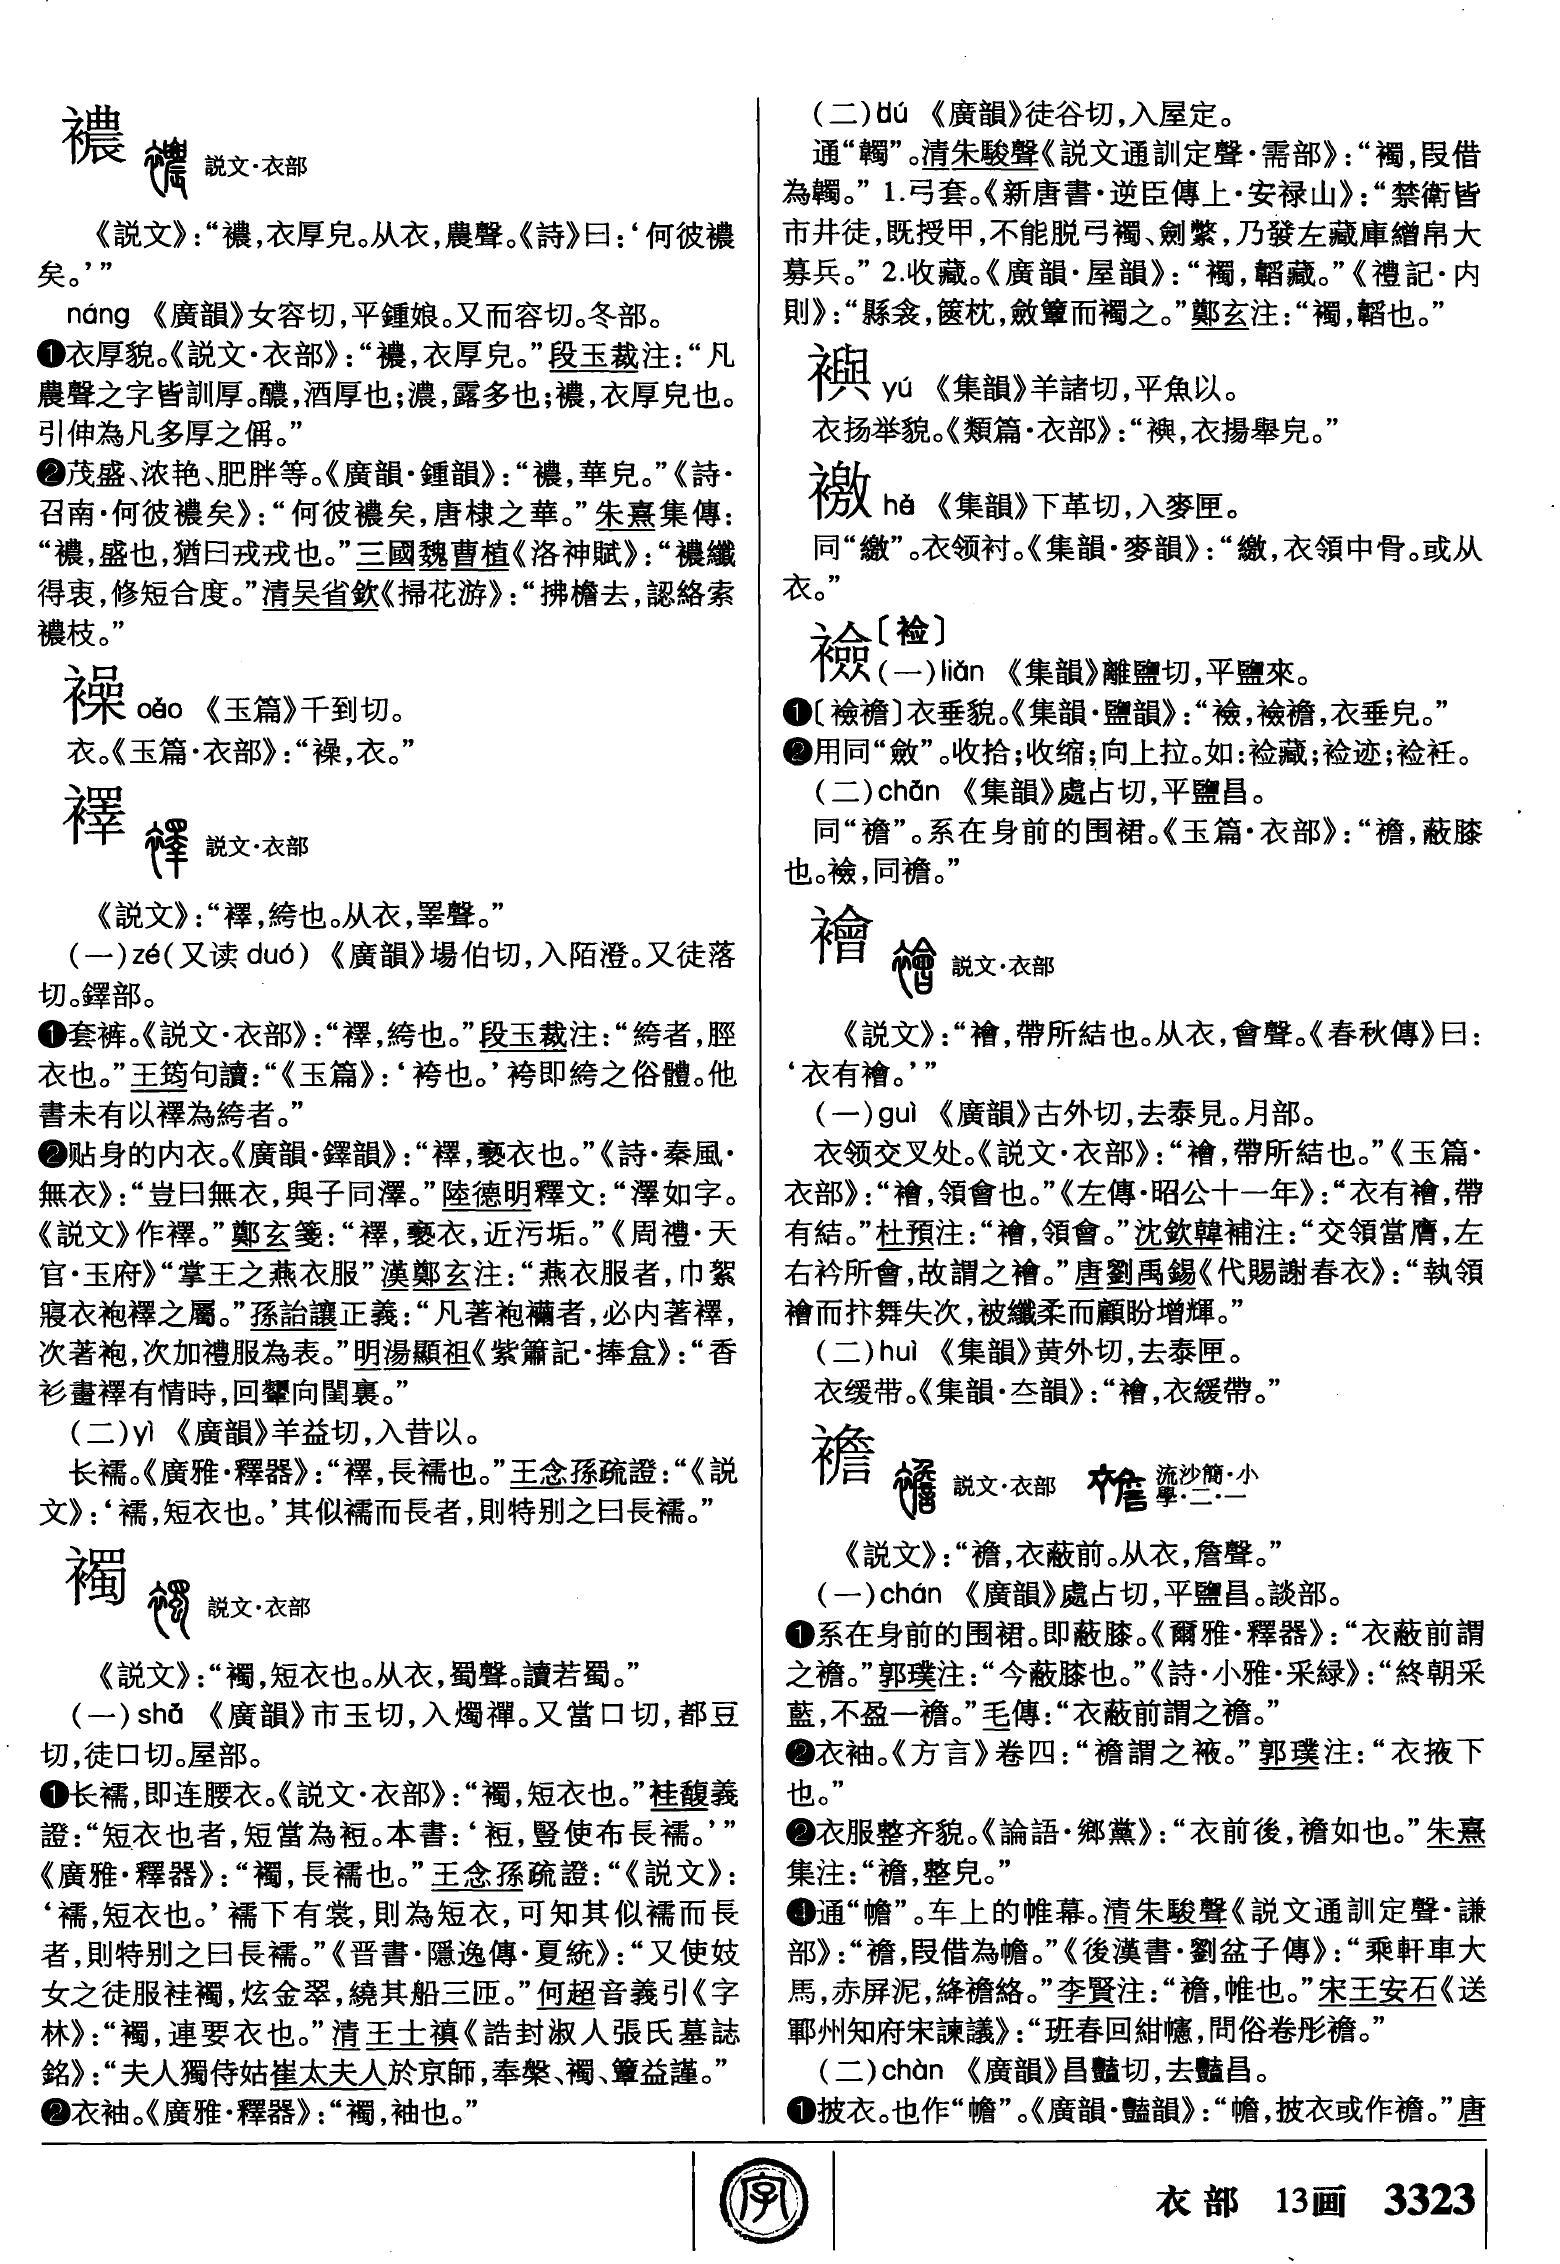 襛
説文·衣部
《説文》：“襛，衣厚皃。从衣，農聲。《詩》曰：‘何彼襛
矣。’”
náng 《廣韻》女容切，平鍾娘。又而容切。冬部。
❶衣厚貌。《説文·衣部》：“襛，衣厚皃。”段玉裁注：“凡
農聲之字皆訓厚。醲，酒厚也；濃，露多也；襛，衣厚皃也。
引伸為凡多厚之偁。”
❷茂盛、浓艳、肥胖等。《廣韻·鍾韻》：“襛，華皃。”《詩·
召南·何彼襛矣》：“何彼襛矣，唐棣之華。”朱熹集傳：
“襛，盛也，猶曰戎戎也。”三國魏曹植《洛神賦》：“襛纖
得衷，修短合度。”清吴省欽《掃花游》：“拂檐去，認絡索
襛枝。”
襙 cǎo 《玉篇》千到切。
衣。《玉篇·衣部》：“襙，衣。”
襗
説文·衣部
《説文》：“襗，絝也。从衣，睪聲。”
（一）zé（又读 duó） 《廣韻》場伯切，入陌澄。又徒落
切。鐸部。
❶套裤。《説文·衣部》：“襗，絝也。”段玉裁注：“絝者，脛
衣也。”王筠句讀：“《玉篇》：‘袴也。’袴即絝之俗體。他
書未有以襗為絝者。”
❷贴身的内衣。《廣韻·鐸韻》：“襗，褻衣也。”《詩·秦風·
無衣》：“豈曰無衣，與子同澤。”陸德明釋文：“澤如字。
《説文》作襗。”鄭玄箋：“襗，褻衣，近污垢。”《周禮·天
官·玉府》“掌王之燕衣服”漢鄭玄注：“燕衣服者，巾絮
寢衣袍襗之屬。”孫詒讓正義：“凡著袍襺者，必内著襗，
次著袍，次加禮服為表。”明湯顯祖《紫簫記·捧盒》：“香
衫畫襗有情時，回颦向閨裏。”
（二）yì 《廣韻》羊益切，入昔以。
长襦。《廣雅·釋器》：“襗，長襦也。”王念孫疏證：“《説
文》：‘襦，短衣也。’其似襦而長者，則特别之曰長襦。”
襡
説文·衣部
《説文》：“襡，短衣也。从衣，蜀聲。讀若蜀。”
（一）shǔ 《廣韻》市玉切，入燭禪。又當口切，都豆
切，徒口切。屋部。
❶长襦，即连腰衣。《説文·衣部》：“襡，短衣也。”桂馥義
證：“短衣也者，短當為裋。本書：‘裋，豎使布長襦。’”
《廣雅·釋器》：“襡，長襦也。”王念孫疏證：“《説文》：
‘襦，短衣也。’襦下有裳，則為短衣，可知其似襦而長
者，則特别之曰長襦。”《晋書·隱逸傳·夏統》：“又使妓
女之徒服袿襡，炫金翠，繞其船三匝。”何超音義引《字
林》：“襡，連要衣也。”清王士禛《誥封淑人張氏墓誌
銘》：“夫人獨侍姑崔太夫人於京師，奉槃、襡、簟益謹。”
❷衣袖。《廣雅·釋器》：“襡，袖也。”
（二）dú 《廣韻》徒谷切，入屋定。
通“韣”。清朱駿聲《説文通訓定聲·需部》：“襡，叚借
為韣。”1.弓套。《新唐書·逆臣傳上·安禄山》：“禁衛皆
市井徒，既授甲，不能脱弓襡、劍繁，乃發左藏庫繒帛大
募兵。”2.收藏。《廣韻·屋韻》：“襡，韜藏。”《禮記·内
則》：“縣衾，篋枕，斂簟而襡之。”鄭玄注：“襡，韜也。”
䙔 yú 《集韻》羊諸切，平魚以。
衣扬举貌。《類篇·衣部》：“䙔，衣揚舉皃。”
襒 hé 《集韻》下革切，入麥匣。
同“繳”。衣领衬。《集韻·麥韻》：“繳，衣領中骨。或从
衣。”
襝〔裣〕
（一）liǎn 《集韻》離鹽切，平鹽來。
❶〔襝襜〕衣垂貌。《集韻·鹽韻》：“襝，襝襜，衣垂皃。”
❷用同“斂”。收拾；收缩；向上拉。如：裣藏；裣迹；裣衽。
（二）chān 《集韻》處占切，平鹽昌。
同“襜”。系在身前的围裙。《玉篇·衣部》：“襜，蔽膝
也。襝，同襜。”
襘
説文·衣部
《説文》：“襘，帶所結也。从衣，會聲。《春秋傳》曰：
‘衣有襘。’”
（一）guì 《廣韻》古外切，去泰見。月部。
衣领交叉处。《説文·衣部》：“襘，帶所結也。”《玉篇·
衣部》：“襘，領會也。”《左傳·昭公十一年》：“衣有襘，帶
有結。”杜預注：“襘，領會。”沈欽韓補注：“交領當膺，左
右衿所會，故謂之襘。”唐劉禹錫《代賜謝春衣》：“執領
襘而抃舞失次，被纖柔而顧盼增輝。”
（二）huì 《集韻》黄外切，去泰匣。
衣缓带。《集韻·夳韻》：“襘，衣緩帶。”
襜
説文·衣部 流沙簡·小
學·二·一
《説文》：“襜，衣蔽前。从衣，詹聲。”
（一）chán 《廣韻》處占切，平鹽昌。談部。
❶系在身前的围裙。即蔽膝。《爾雅·釋器》：“衣蔽前謂
之襜。”郭璞注：“今蔽膝也。”《詩·小雅·采緑》：“終朝采
藍，不盈一襜。”毛傳：“衣蔽前謂之襜。”
❷衣袖。《方言》卷四：“襜謂之袚。”郭璞注：“衣掖下
也。”
❷衣服整齐貌。《論語·鄉黨》：“衣前後，襜如也。”朱熹
集注：“襜，整皃。”
❹通“幨”。车上的帷幕。清朱駿聲《説文通訓定聲·謙
部》：“襜，叚借為幨。”《後漢書·劉盆子傳》：“乘軒車大
馬，赤屏泥，絳襜絡。”李賢注：“襜，帷也。”宋王安石《送
鄆州知府宋諫議》：“班春回紺幰，問俗卷彤襜。”
（二）chàn 《廣韻》昌豔切，去豔昌。
❶披衣。也作“幨”。《廣韻·豔韻》：“幨，披衣或作襜。”唐
字
衣部 13画 3323